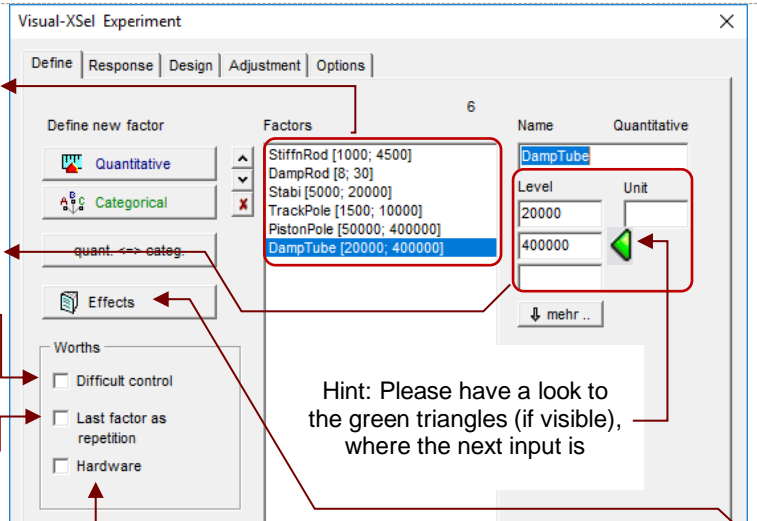 Visual-XSel Experiment
Define Response Design Adjustment Options
6
Define new factor
Factors
Name Quantitative
Quantitative
Categorical
quant. <=> categ.
Effects
StiffnRod [1000; 4500]
DampRod [8; 30]
Stabi [5000; 20000]
TrackPole [1500; 10000]
PistonPole [50000; 400000]
DampTube [20000; 400000]
DampTube
Level Unit
20000
400000
mehr ..
Worths
Difficult control
Last factor as
repetition
Hardware
Hint: Please have a look to
the green triangles (if visible),
where the next input is